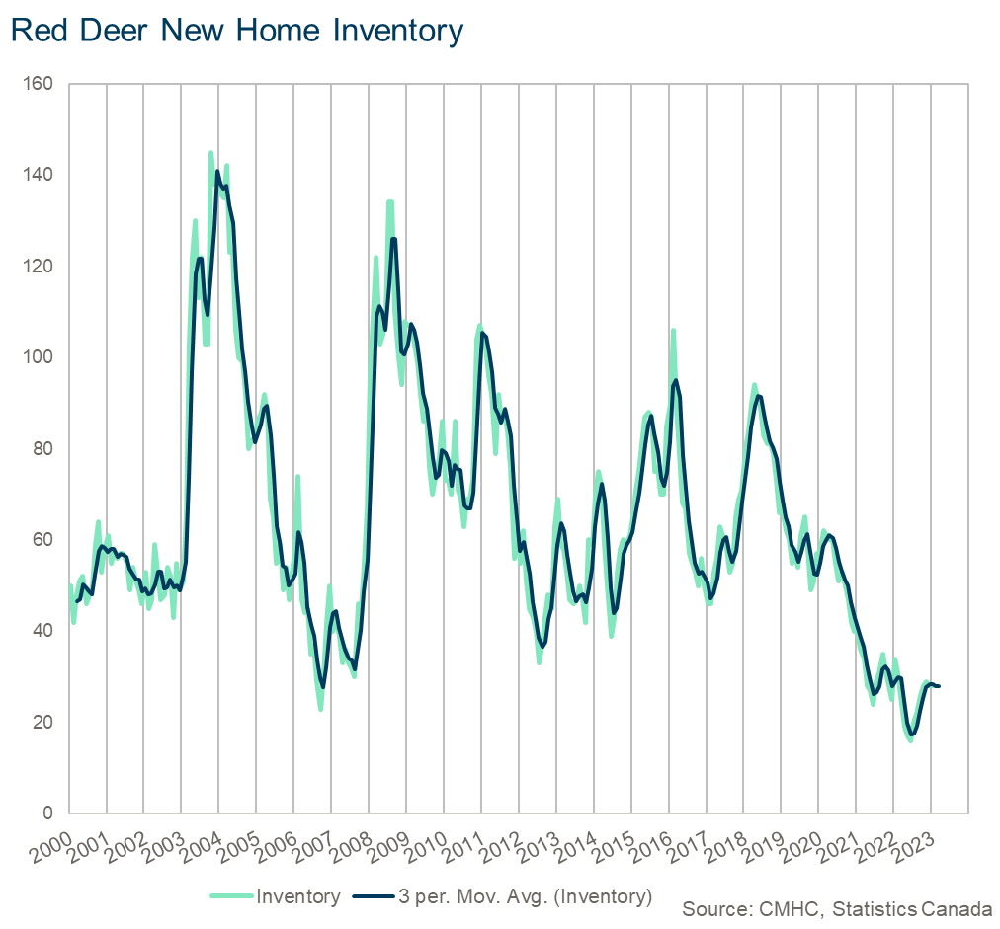 Red Deer New Home Inventory
160
140
120
100
80
60
40
20
0
2000 2001 2002 2003 2004 2005 2006 2007 2008 2009 2010 2011 2012 2013 2014 2015 2016 2017 2018 2019 2020 2021 2022 2023
Inventory 3 per. Mov. Avg. (Inventory)
Source: CMHC, Statistics Canada